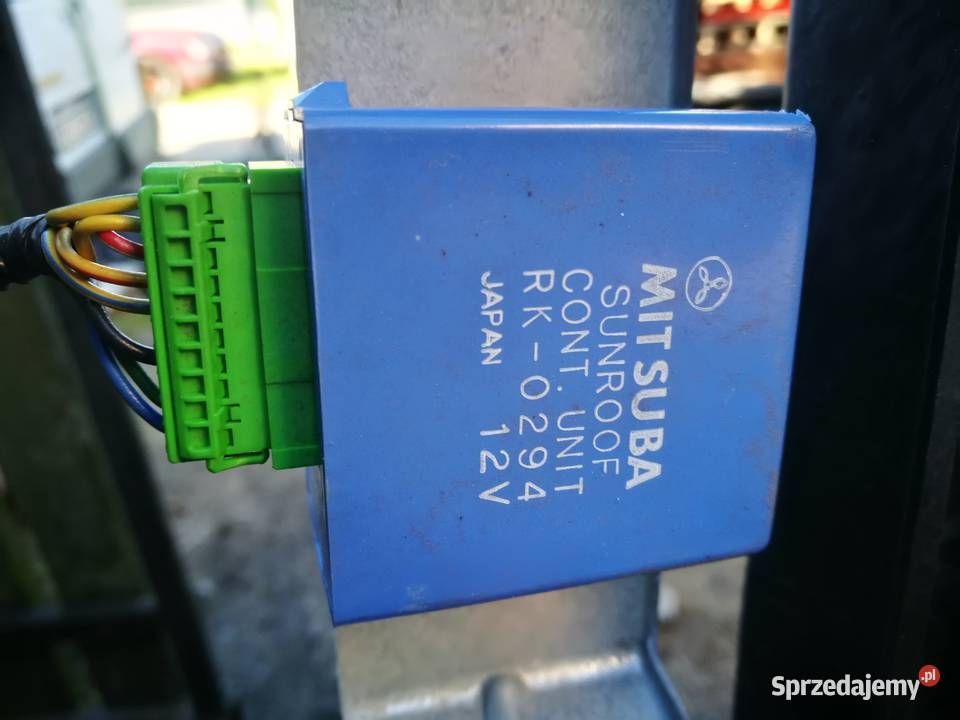 MITSUBA
SUNROOF
CONT. UNIT
RK-0294
JAPAN 12V
Sprzedajemy.pl